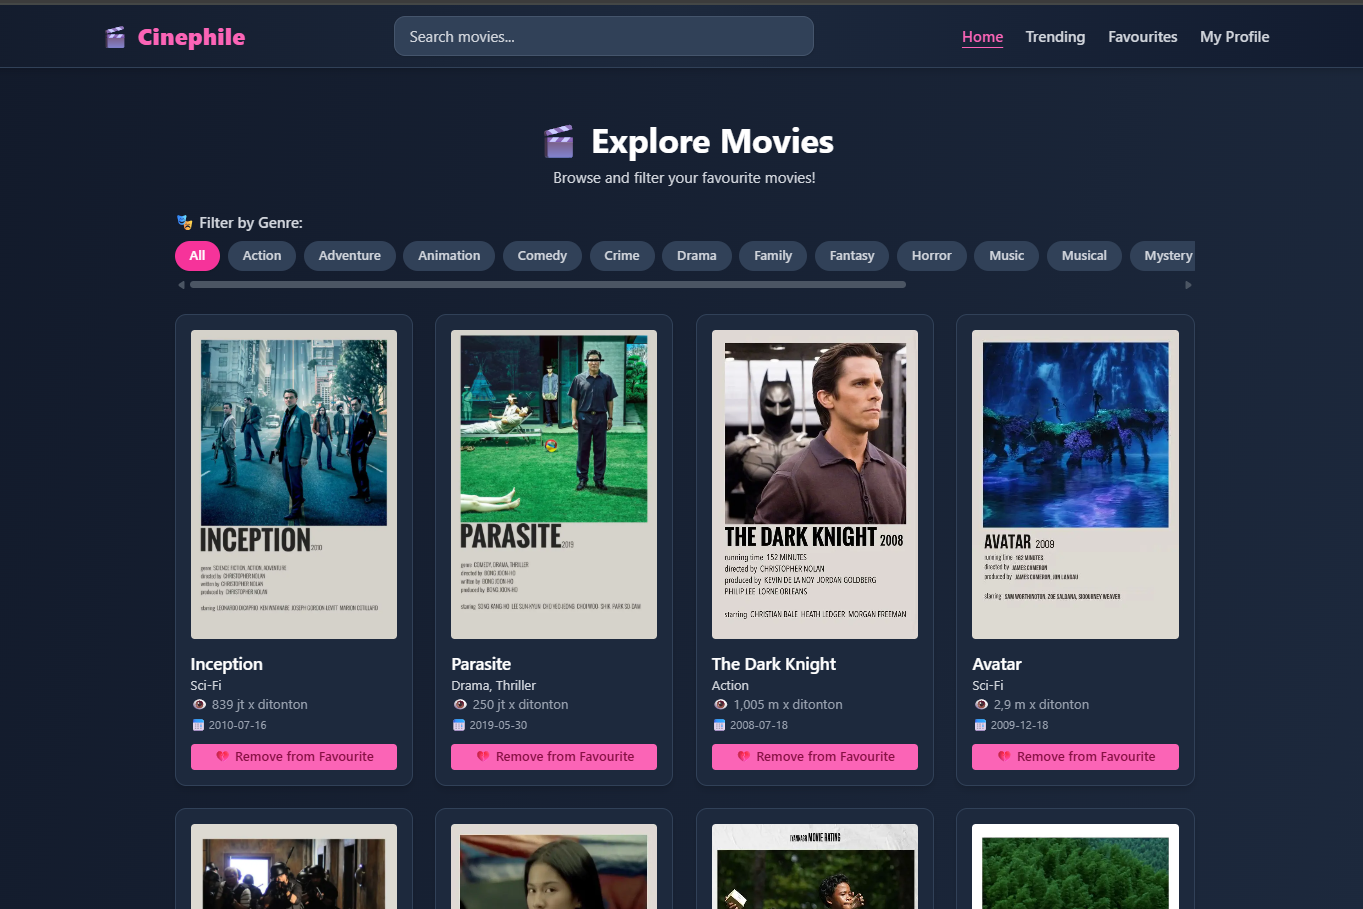 Cinephile
Search movies...
Home
Trending
Favourites
My Profile
Explore Movies
Browse and filter your favourite movies!
Filter by Genre:
All
Action
Adventure
Animation
Comedy
Crime
Drama
Family
Fantasy
Horror
Music
Musical
Mystery
INCEPTION 2010
genre SCIENCE FICTION, ACTION, ADVENTURE
directed by CHRISTOPHER NOLAN
written by CHRISTOPHER NOLAN
produced by CHRISTOPHER NOLAN
starring LEONARDO DICAPRIO KEN WATANABE JOSEPH GORDON-LEVITT MARION COTILLARD
Inception
Sci-Fi
839 jt x ditonton
2010-07-16
Remove from Favourite
PARASITE 2019
genre COMEDY, DRAMA, THRILLER
directed by BONG JOON-HO
written by BONG JOON-HO
produced by BONG JOON-HO
starring SONG KANG HO LEE SUN KYUN
Parasite
Drama, Thriller
250 jt x ditonton
2019-05-30
Remove from Favourite
THE DARK KNIGHT 2008
running time 152 MINUTES
directed by CHRISTOPHER NOLAN
produced by KEVIN DE LA NOY JORDAN GOLDBERG
PHILIP LEE LORNE ORLEANS
starring CHRISTIAN BALE HEATH LEDGER MORGAN FREEMAN
The Dark Knight
Action
1,005 m x ditonton
2008-07-18
Remove from Favourite
AVATAR 2009
running time 162 MINUTES
directed by JAMES CAMERON
produced by JAMES CAMERON, JON LANDAU
starring SAM WORTHINGTON, ZOE SALDANA, SIGOURNEY WEAVER
Avatar
Sci-Fi
2,9 m x ditonton
2009-12-18
Remove from Favourite
MOVIE RATING